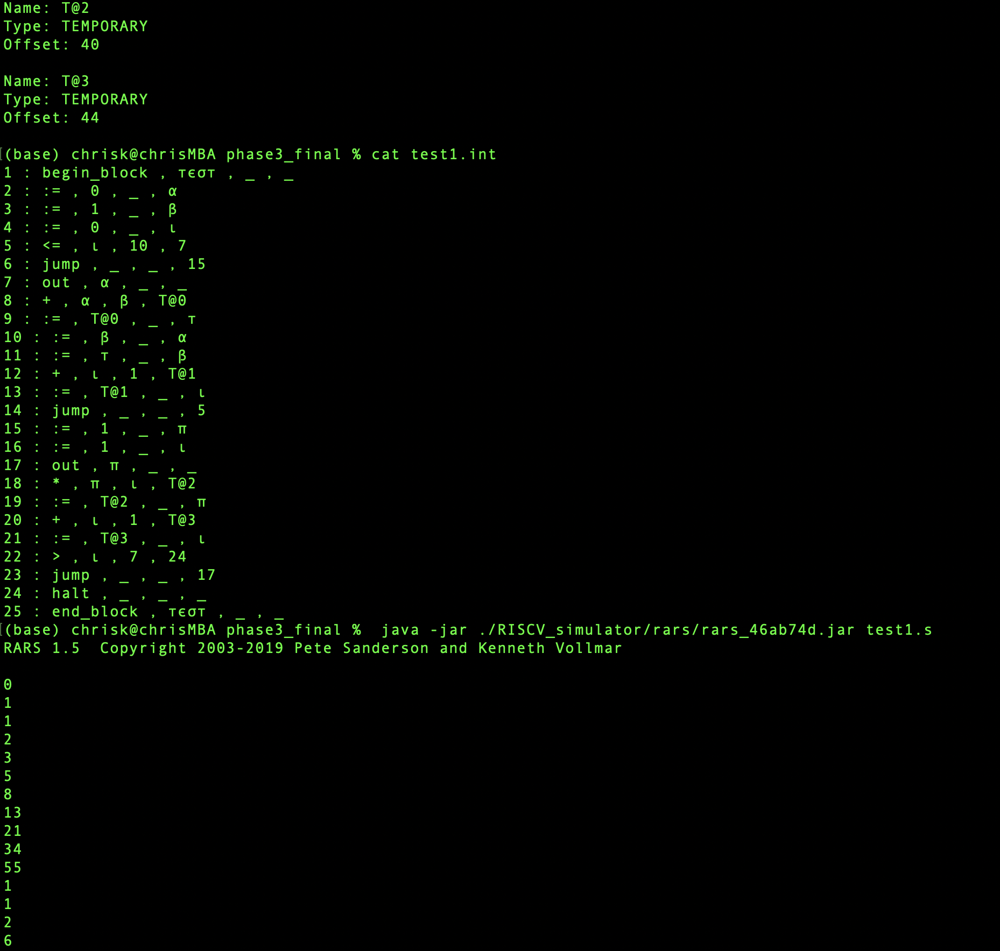 Name: T@2
Type: TEMPORARY
Offset: 40
Name: T@3
Type: TEMPORARY
Offset: 44
(base) chrisk@chrisMBA phase3_final % cat test1.int
1 : begin_block , τεστ , _ , _
2 : := , 0 , _ , α
3 : := , 1 , _ , β
4 : := , 0 , _ , ι
5 : <= , ι , 10 , 7
6 : jump , _ , _ , 15
7 : out , α , _ , _
8 : + , α , β , T@0
9 : := , T@0 , _ , τ
10 : := , β , _ , α
11 : := , τ , _ , β
12 : + , ι , 1 , T@1
13 : := , T@1 , _ , ι
14 : jump , _ , _ , 5
15 : := , 1 , _ , π
16 : := , 1 , _ , ι
17 : out , π , _ , _
18 : * , π , ι , T@2
19 : := , T@2 , _ , π
20 : + , ι , 1 , T@3
21 : := , T@3 , _ , ι
22 : > , ι , 7 , 24
23 : jump , _ , _ , 17
24 : halt , _ , _ , _
25 : end_block , τεστ , _ , _
(base) chrisk@chrisMBA phase3_final %  java -jar ./RISCV_simulator/rars/rars_46ab74d.jar test1.s
RARS 1.5  Copyright 2003-2019 Pete Sanderson and Kenneth Vollmar
0
1
1
2
3
5
8
13
21
34
55
1
1
2
6